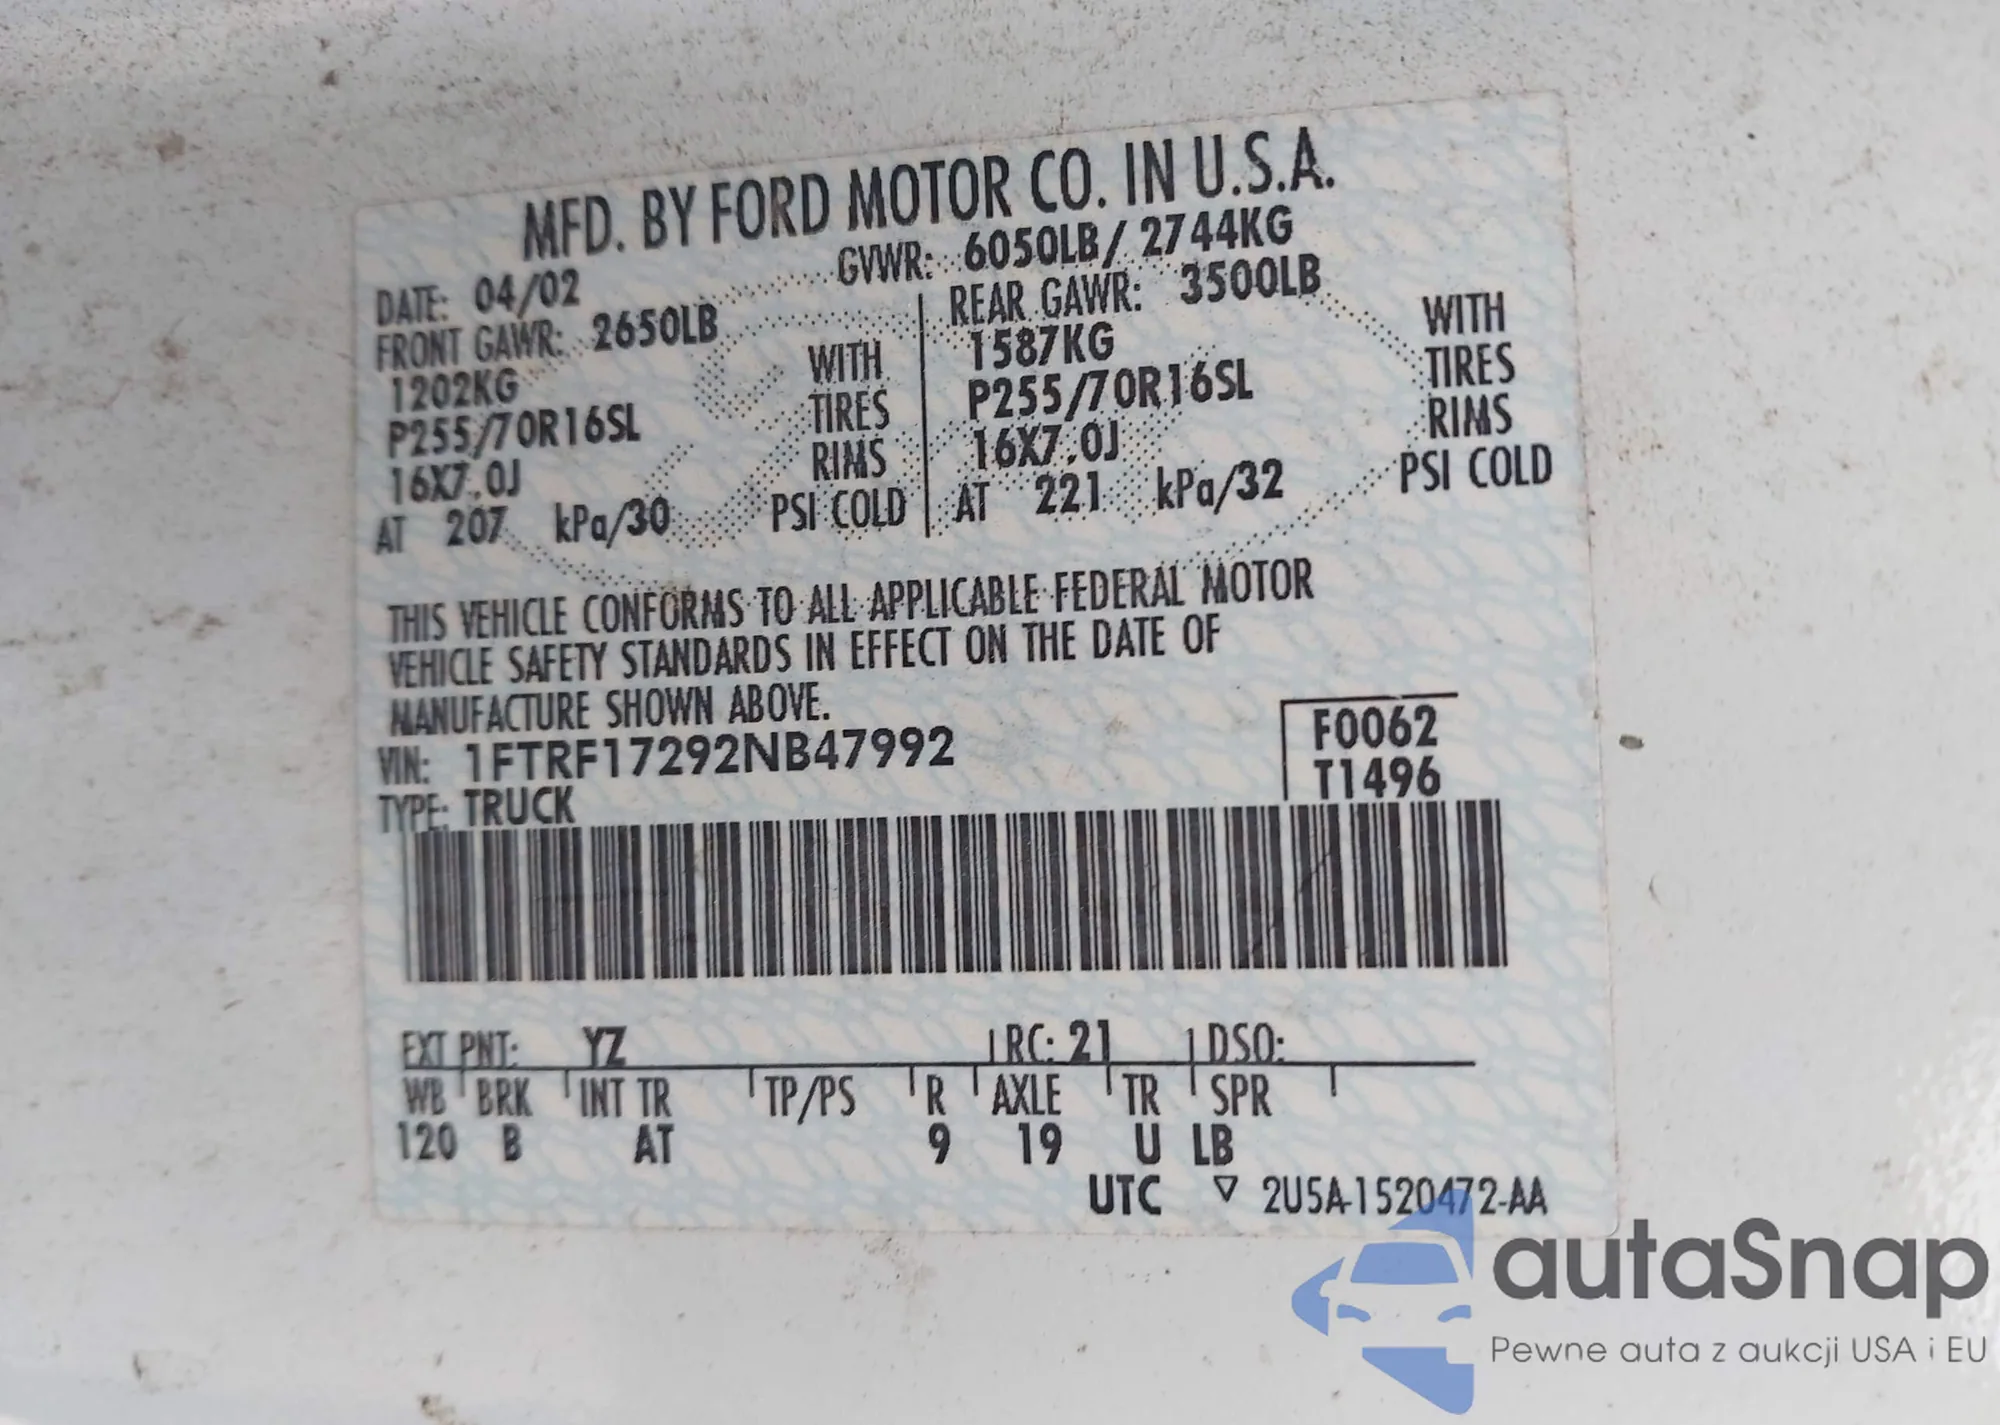 MFD. BY FORD MOTOR CO. IN U.S.A.
DATE: 04/02 GVWR: 6050LB/ 2744KG
FRONT GAWR: 2650LB REAR GAWR: 3500LB
1202KG WITH 1587KG WITH
P255/70R16SL TIRES P255/70R16SL TIRES
16X7.0J RIMS 16X7.0J RIMS
AT 207 kPa/30 PSI COLD AT 221 kPa/32 PSI COLD
THIS VEHICLE CONFORMS TO ALL APPLICABLE FEDERAL MOTOR
VEHICLE SAFETY STANDARDS IN EFFECT ON THE DATE OF
MANUFACTURE SHOWN ABOVE.
VIN: 1FTRF17292NB47992 F0062
TYPE: TRUCK T1496
EXT PNT: YZ RC: 21 DSO:
WB BRK INT TR TP/PS R AXLE TR SPR
120 B AT 9 19 U LB
UTC ▽ 2U5A-1520472-AA
autaSnap
Pewne auta z aukcji USA i EU